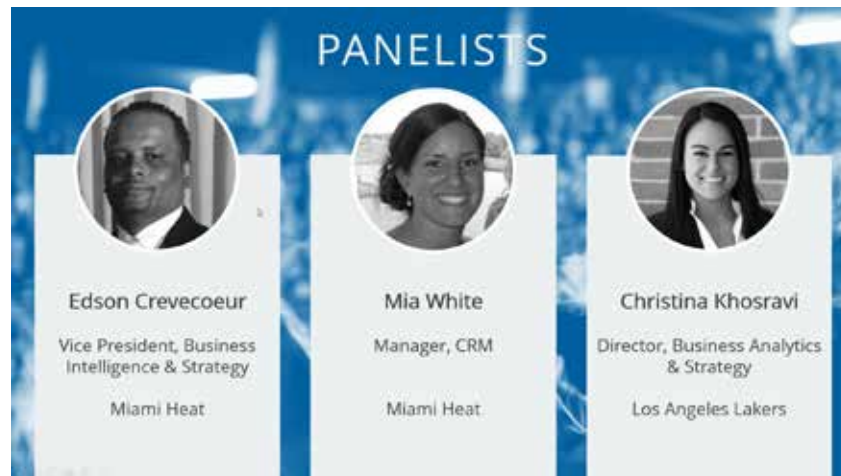 PANELISTS
Edson Crevecoeur
Vice President, Business
Intelligence & Strategy
Miami Heat
Mia White
Manager, CRM
Miami Heat
Christina Khosravi
Director, Business Analytics
& Strategy
Los Angeles Lakers